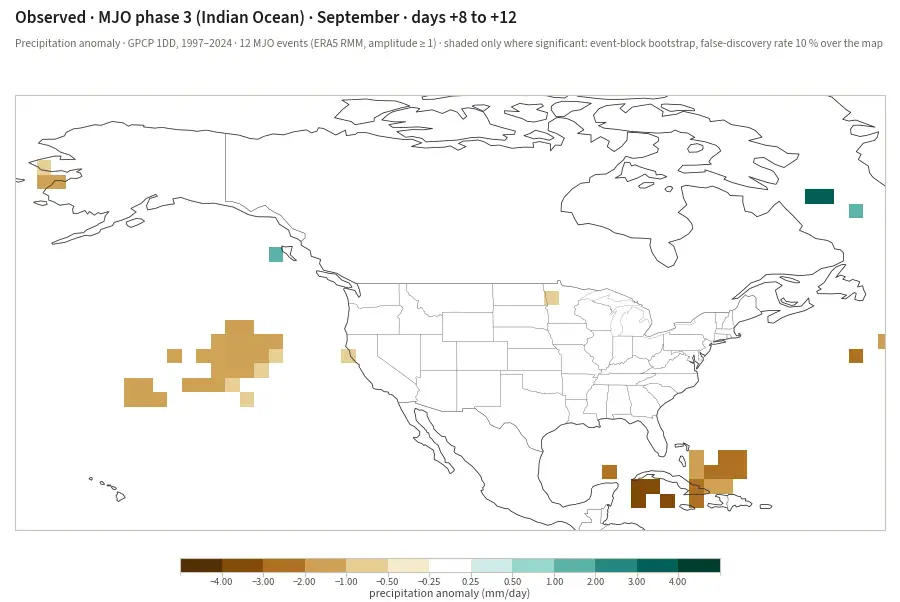 Observed · MJO phase 3 (Indian Ocean) · September · days +8 to +12
Precipitation anomaly · GPCP 1DD, 1997–2024 · 12 MJO events (ERA5 RMM, amplitude ≥ 1) · shaded only where significant: event-block bootstrap, false-discovery rate 10 % over the map
−4.00 −3.00 −2.00 −1.00 −0.50 −0.25 0.25 0.50 1.00 2.00 3.00 4.00
precipitation anomaly (mm/day)